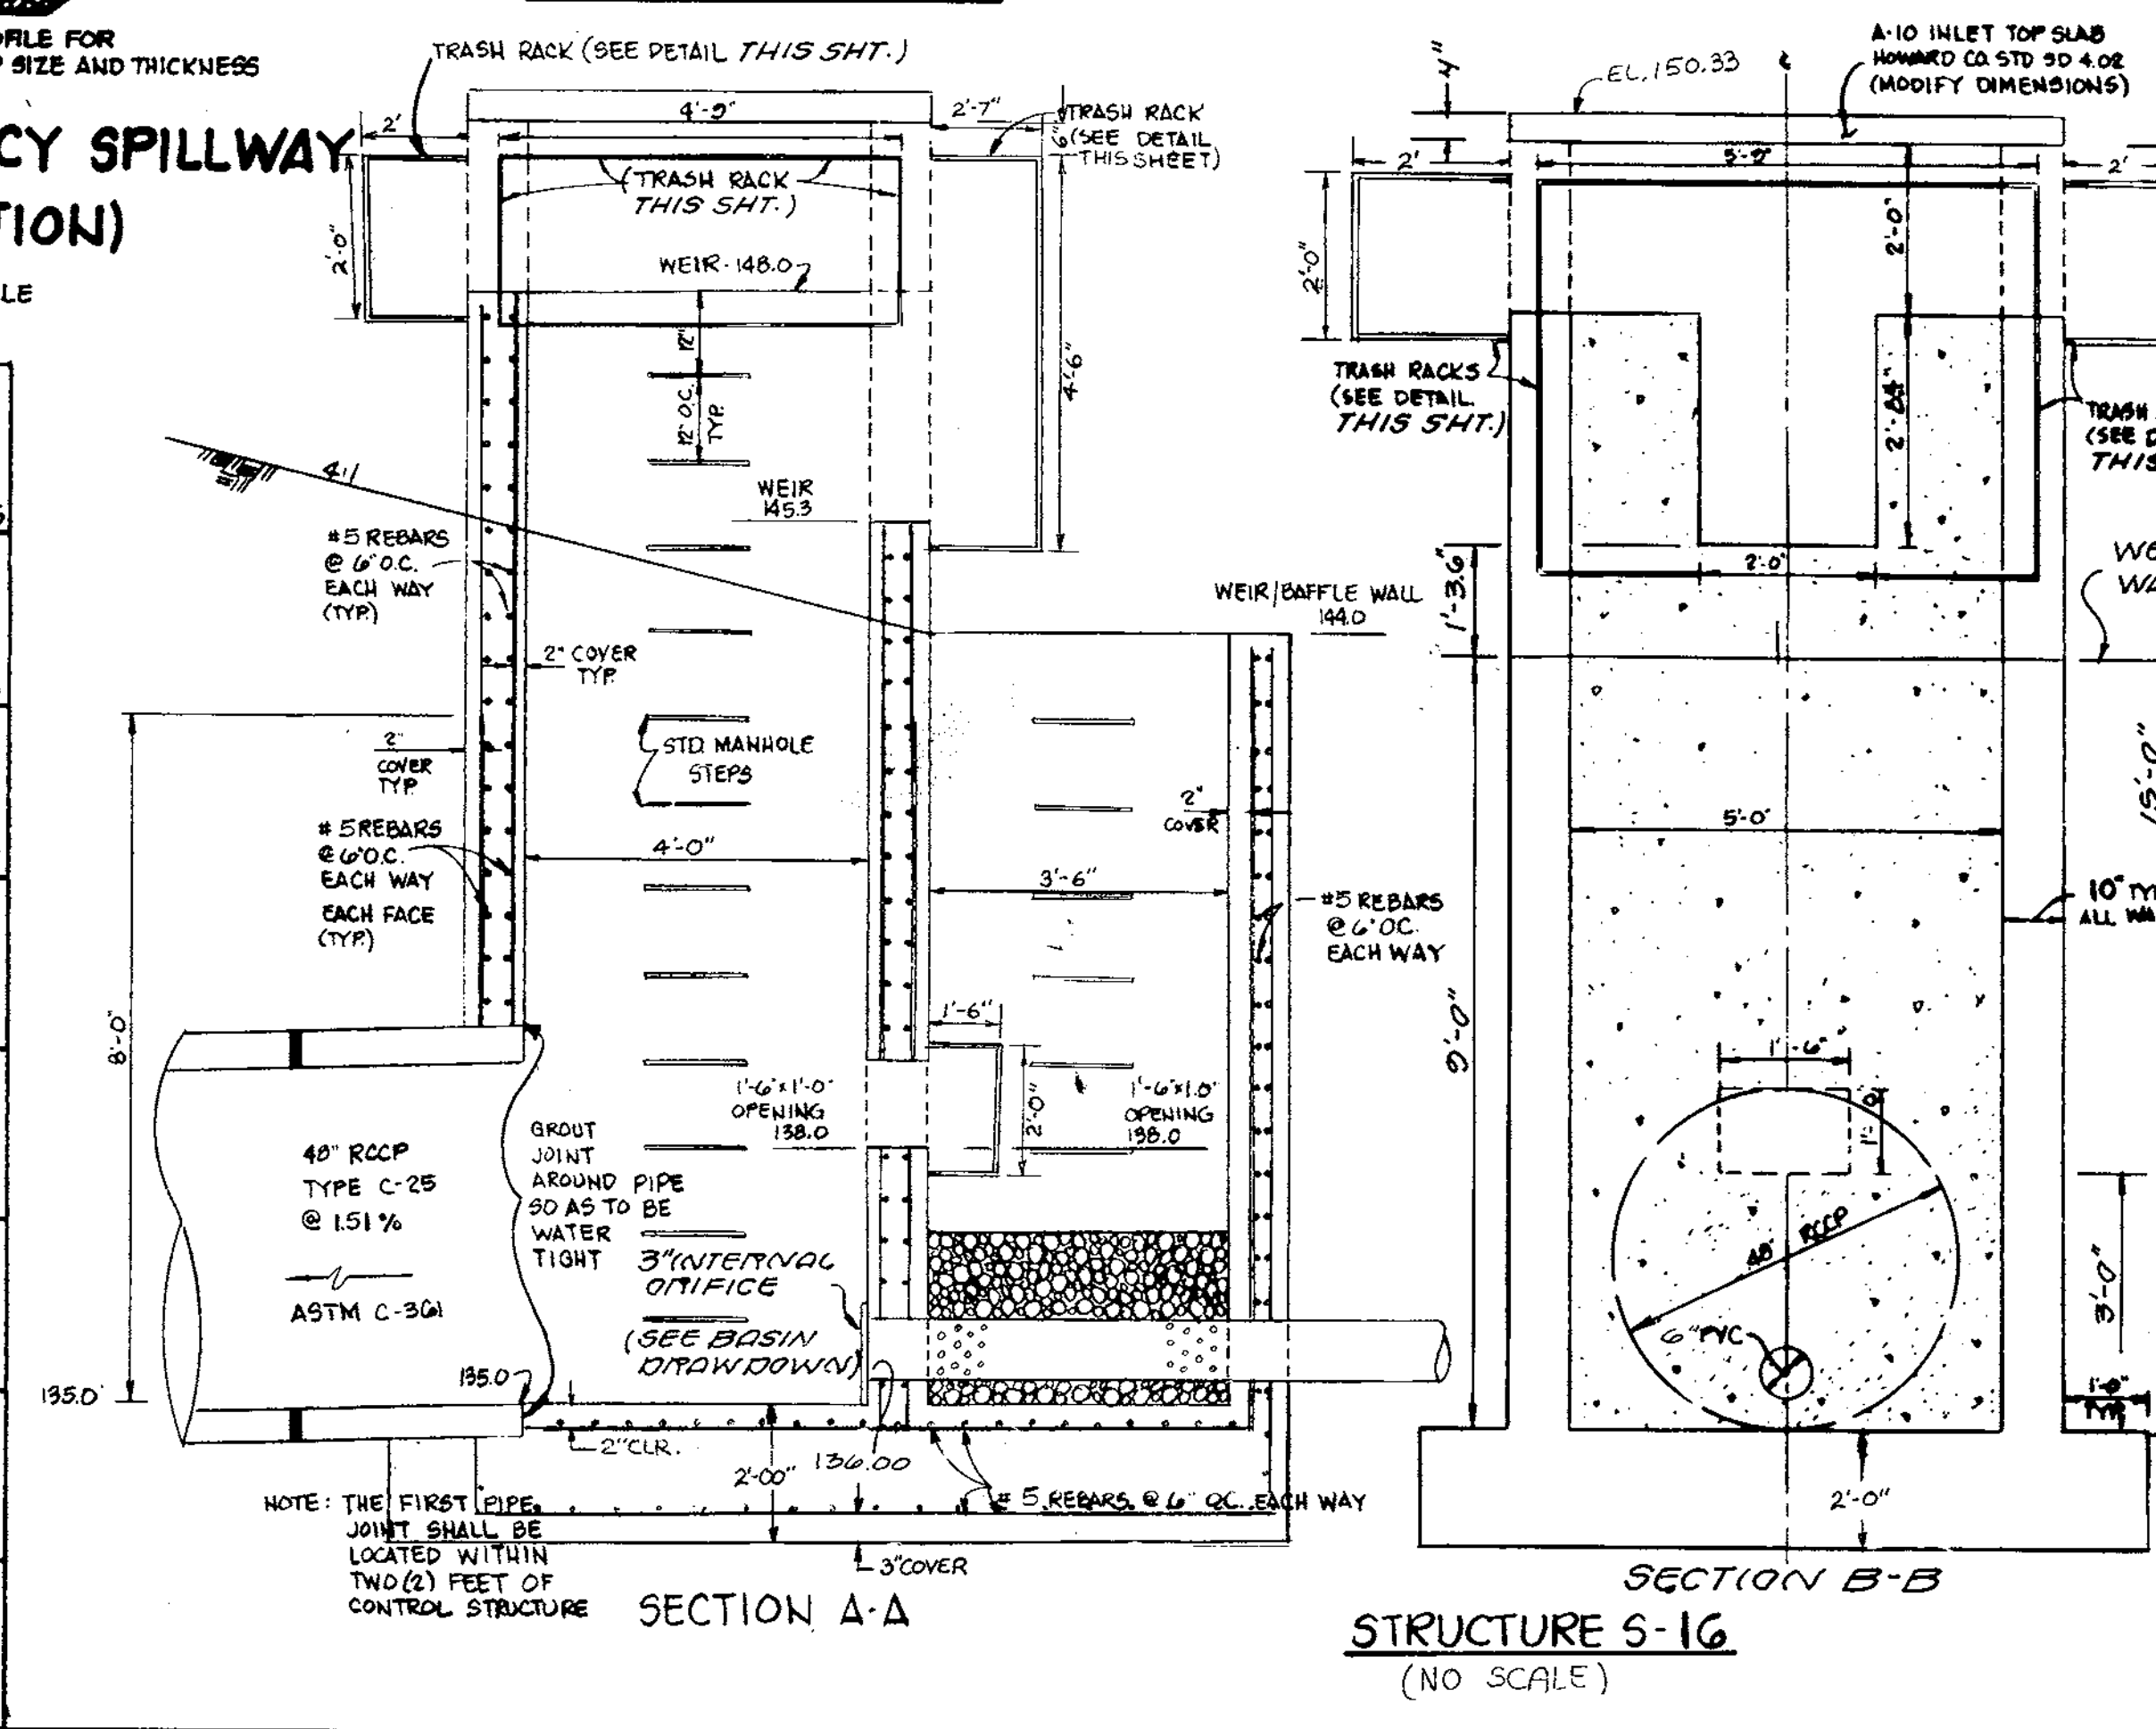 OFILE FOR
P SIZE AND THICKNESS
CY SPILLWAY
TION)
LE
TRASH RACK (SEE DETAIL THIS SHT.)
4'-9"
2'
2'-7"
TRASH RACK
(SEE DETAIL
THIS SHEET)
6"
(TRASH RACK
THIS SHT.)
2'-0"
WEIR-148.0
12"
12" O.C.
TYP.
4'-6"
4:1
WEIR
145.3
#5 REBARS
@ 6" O.C.
EACH WAY
(TYP.)
2" COVER
TYP.
WEIR/BAFFLE WALL
144.0
2"
COVER
TYP.
STD. MANHOLE
STEPS
2"
COVER
#5 REBARS
@ 6" O.C.
EACH WAY
EACH FACE
(TYP.)
4'-0"
3'-6"
#5 REBARS
@ 6" O.C.
EACH WAY
8'-0"
1'-6"
1'-6"x1'-0"
OPENING
138.0
2'-0"
1'-6"x1.0'
OPENING
138.0
48" RCCP
TYPE C-25
@ 1.51%
ASTM C-361
GROUT
JOINT
AROUND PIPE
SO AS TO BE
WATER
TIGHT
3" INTERNAL
ORIFICE
(SEE BASIN
DRAWDOWN)
135.0'
135.0
2" CLR.
2'-00"
136.00
#5 REBARS @ 6" O.C. EACH WAY
3" COVER
NOTE: THE FIRST PIPE
JOINT SHALL BE
LOCATED WITHIN
TWO (2) FEET OF
CONTROL STRUCTURE
SECTION A-A
4"
EL. 150.33
A-10 INLET TOP SLAB
HOWARD CO. STD SD 4.02
(MODIFY DIMENSIONS)
2'
5'-9"
2'
2'-0"
2'-0"
TRASH RACKS
(SEE DETAIL
THIS SHT.)
TRASH
(SEE D
THIS
2'-0"
1'-3.6"
WE
WA
5'-0"
15'-0"
10" TY
ALL WA
9'-0"
1'-6"
1'-0"
48" RCCP
6" PVC
3'-0"
1'-6"
2'-0"
SECTION B-B
STRUCTURE S-16
(NO SCALE)